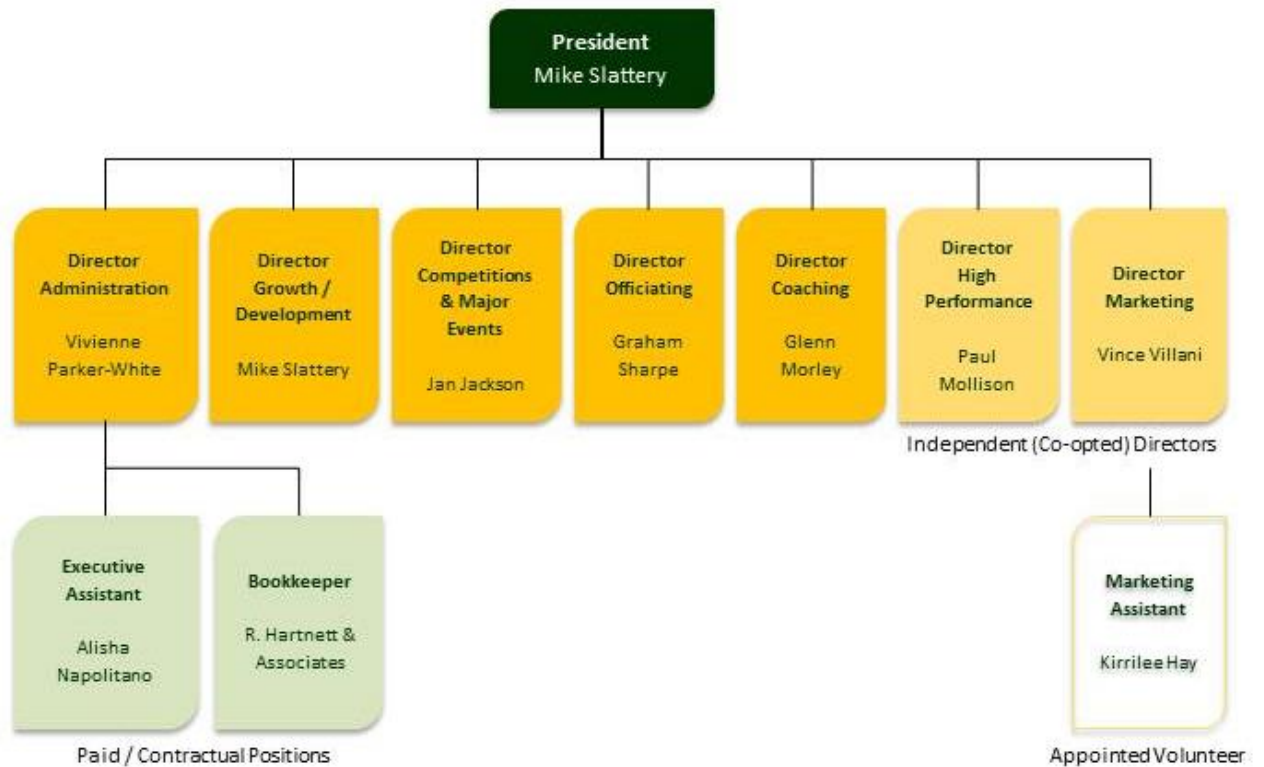 President
Mike Slattery
Director
Administration
Vivienne
Parker-White
Director
Growth /
Development
Mike Slattery
Director
Competitions
& Major
Events
Jan Jackson
Director
Officiating
Graham
Sharpe
Director
Coaching
Glenn
Morley
Director
High
Performance
Paul
Mollison
Director
Marketing
Vince Villani
Independent (Co-opted) Directors
Executive
Assistant
Alisha
Napolitano
Bookkeeper
R. Hartnett &
Associates
Marketing
Assistant
Kirrilee Hay
Paid / Contractual Positions
Appointed Volunteer